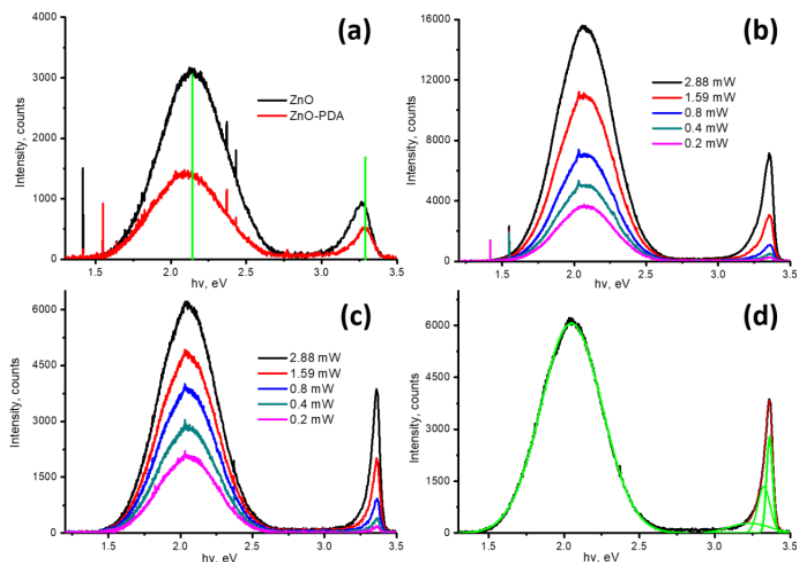 (a)
4000
3000
2000
1000
0
Intensity, counts
ZnO
ZnO-PDA
1.5 2.0 2.5 3.0 3.5
hν, eV
(b)
16000
12000
8000
4000
0
Intensity, counts
2.88 mW
1.59 mW
0.8 mW
0.4 mW
0.2 mW
1.5 2.0 2.5 3.0 3.5
hν, eV
(c)
6000
4500
3000
1500
0
Intensity, counts
2.88 mW
1.59 mW
0.8 mW
0.4 mW
0.2 mW
1.5 2.0 2.5 3.0 3.5
hν, eV
(d)
6000
4500
3000
1500
0
Intensity, counts
1.5 2.0 2.5 3.0 3.5
hν, eV